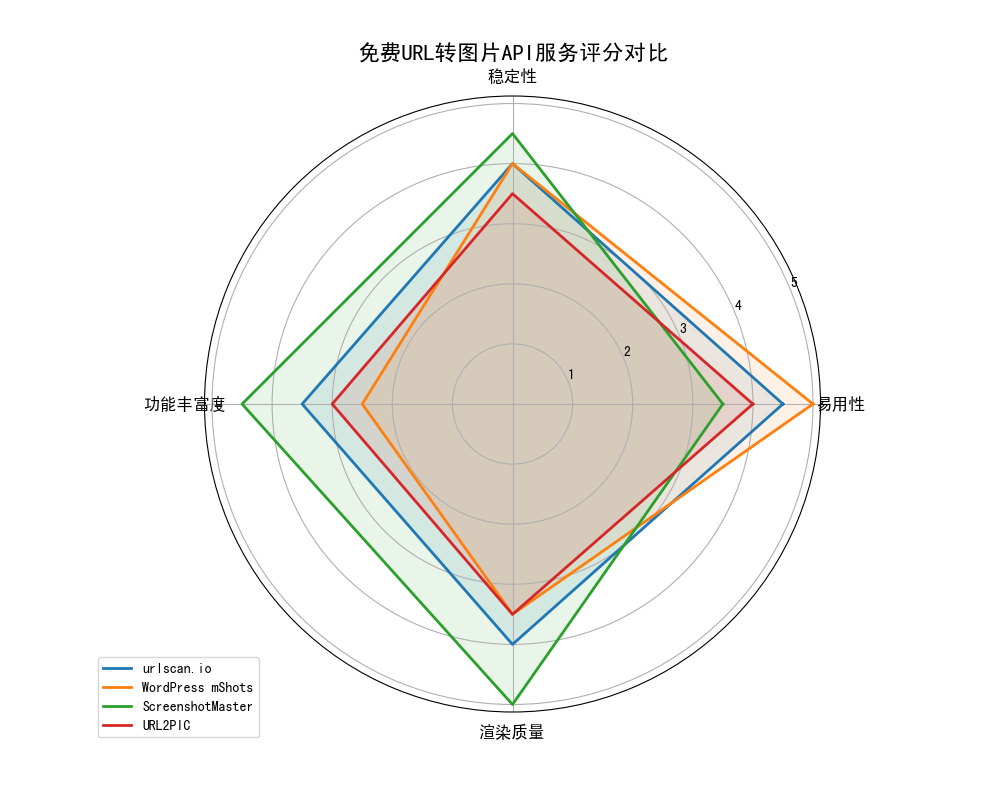 免费URL转图片API服务评分对比
稳定性
5
4
3
2
1
功能丰富度
易用性
渲染质量
urlscan.io
WordPress mShots
ScreenshotMaster
URL2PIC